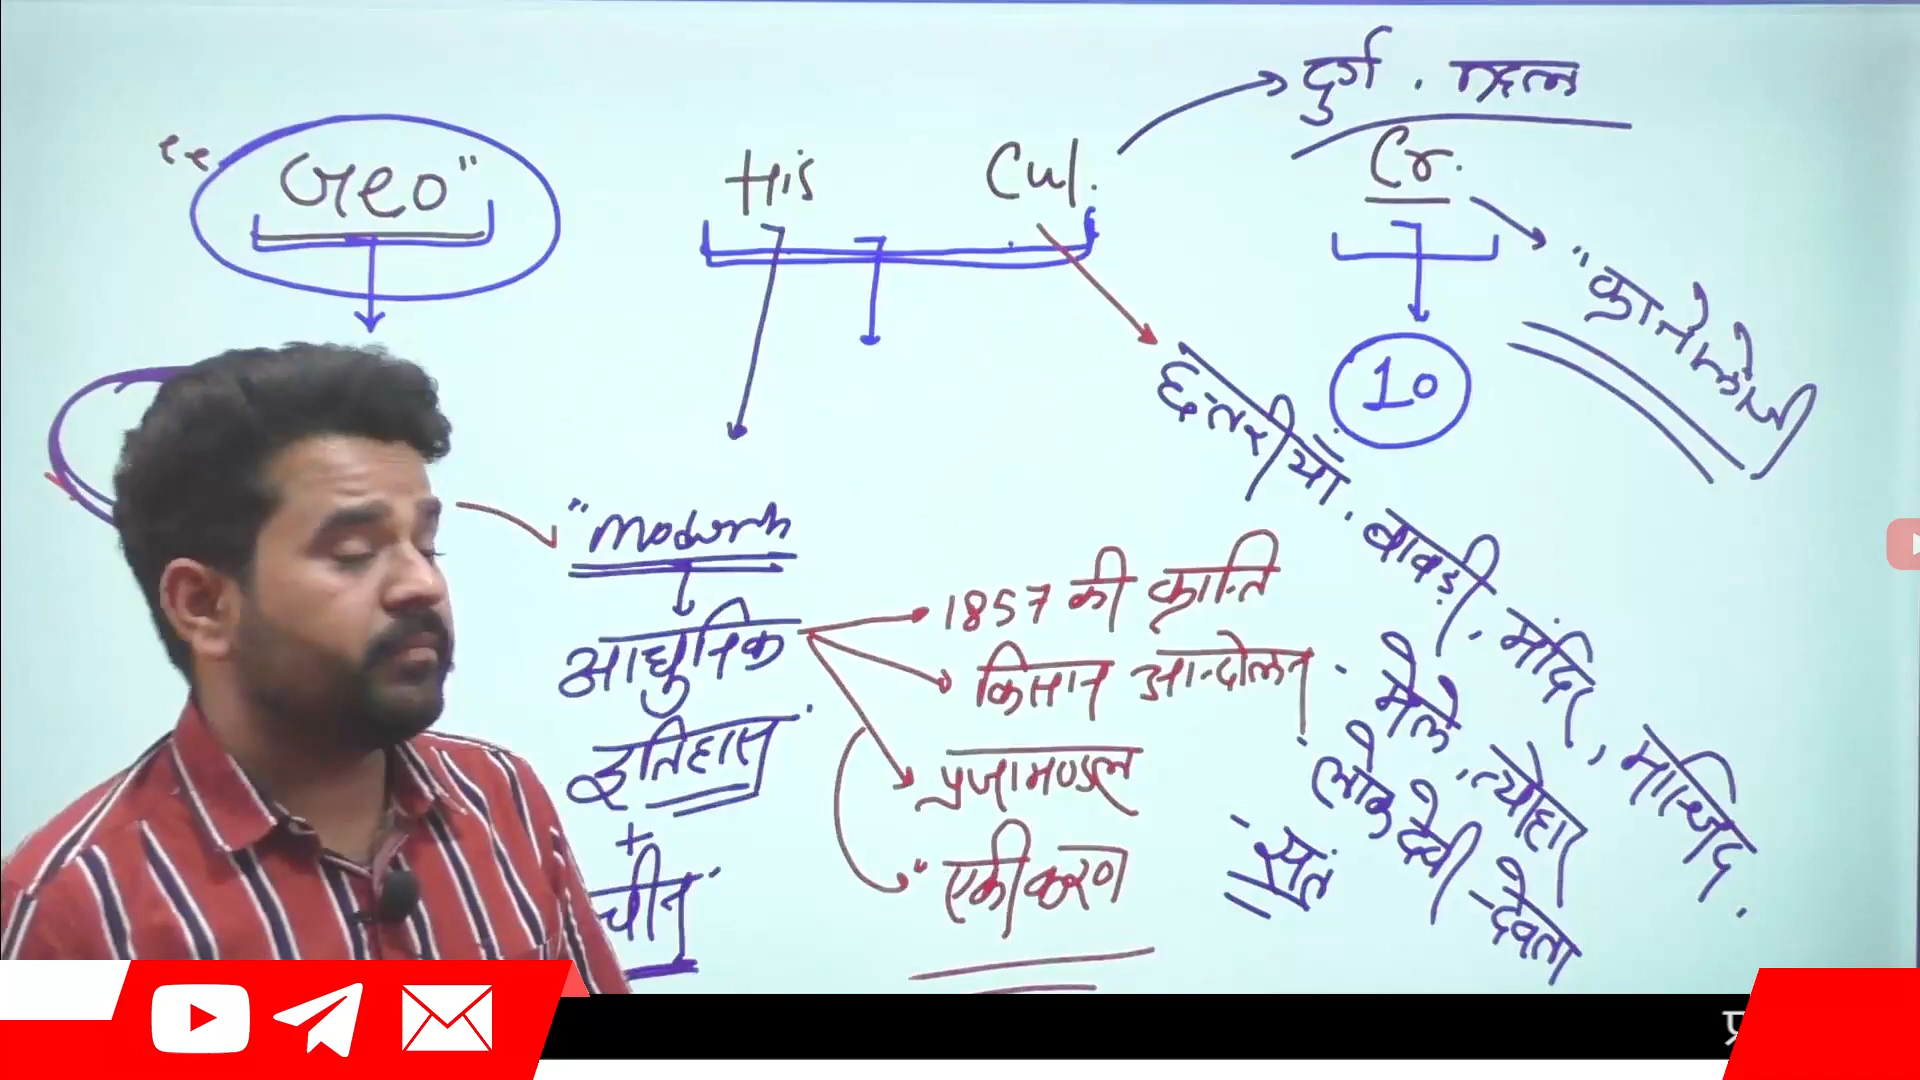 दुर्ग . महल
"Geo"
His
Cul.
Cr.
"क्रोनोलॉजी
10
छतरीयाँ . बावड़ी , मंदिर , मस्जिद .
"Modern
1857 की क्रान्ति
आधुनिक
किसान आन्दोलन .
मेले , त्योहार
इतिहास
प्रजामण्डल
लोक देवी - देवता
+
संत
"एकीकरण
प्र